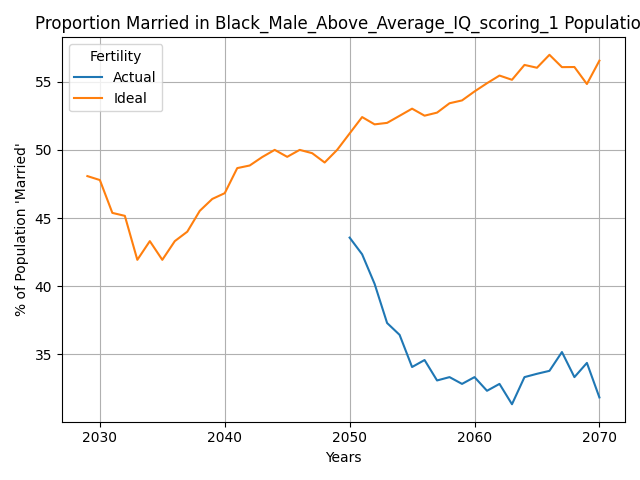 Proportion Married in Black_Male_Above_Average_IQ_scoring_1 Populatio
Fertility
Actual
Ideal
% of Population 'Married'
55
50
45
40
35
2030 2040 2050 2060 2070
Years